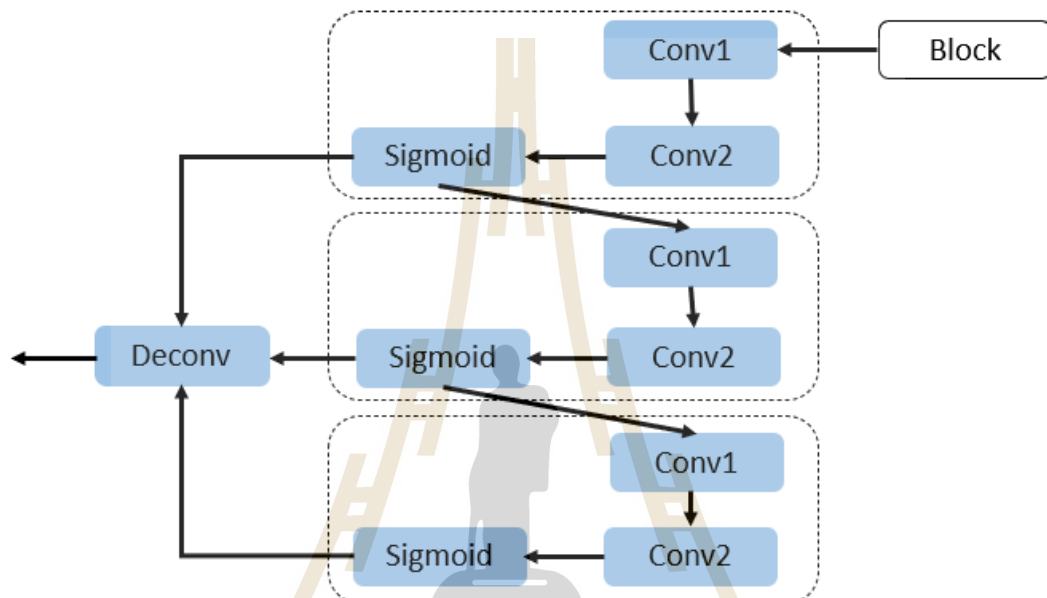 Conv1
Block
Sigmoid
Conv2
Conv1
Deconv
Sigmoid
Conv2
Conv1
Sigmoid
Conv2